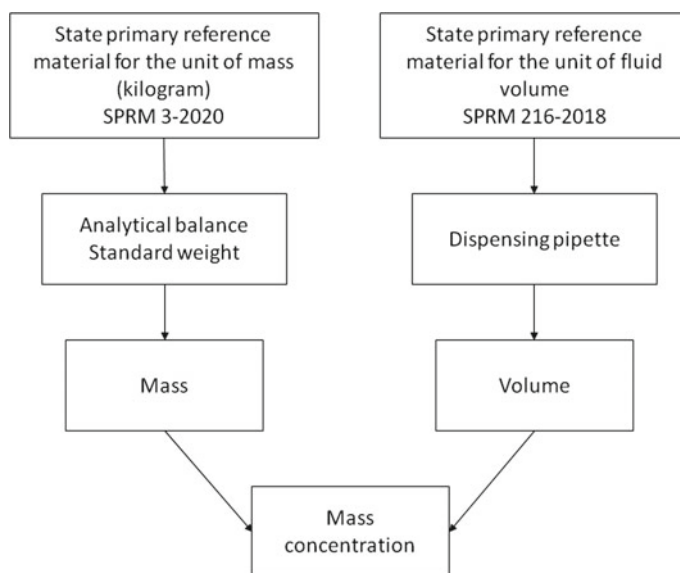 State primary reference
material for the unit of mass
(kilogram)
SPRM 3-2020
State primary reference
material for the unit of fluid
volume
SPRM 216-2018
Analytical balance
Standard weight
Dispensing pipette
Mass
Volume
Mass
concentration